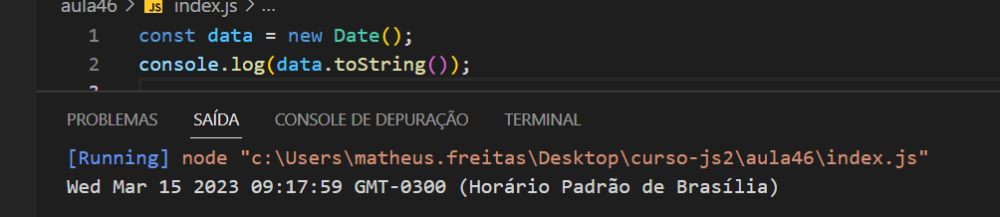 aula46 > JS index.js > ...
1 const data = new Date();
2 console.log(data.toString());
3
PROBLEMAS SAÍDA CONSOLE DE DEPURAÇÃO TERMINAL
[Running] node "c:\Users\matheus.freitas\Desktop\curso-js2\aula46\index.js"
Wed Mar 15 2023 09:17:59 GMT-0300 (Horário Padrão de Brasília)